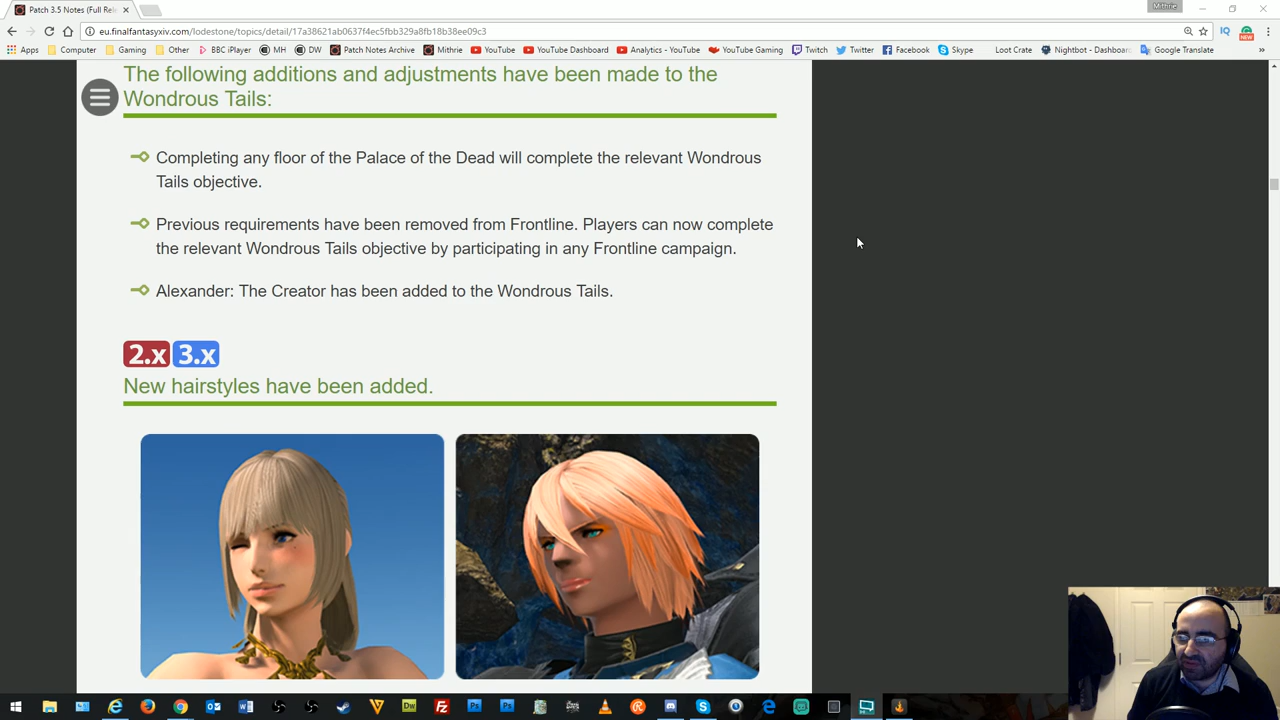 Mithrie
Patch 3.5 Notes (Full Rel
eu.finalfantasyxiv.com/lodestone/topics/detail/17a38621ab0637f4ec5fbb329a8fb18b38ee09c3
Apps Computer Gaming Other BBC iPlayer MH DW Patch Notes Archive Mithrie YouTube YouTube Dashboard Analytics - YouTube YouTube Gaming Twitch Twitter Facebook Skype Loot Crate Nightbot - Dashboard Google Translate »
The following additions and adjustments have been made to the
Wondrous Tails:
Completing any floor of the Palace of the Dead will complete the relevant Wondrous
Tails objective.
Previous requirements have been removed from Frontline. Players can now complete
the relevant Wondrous Tails objective by participating in any Frontline campaign.
Alexander: The Creator has been added to the Wondrous Tails.
2.x 3.x
New hairstyles have been added.